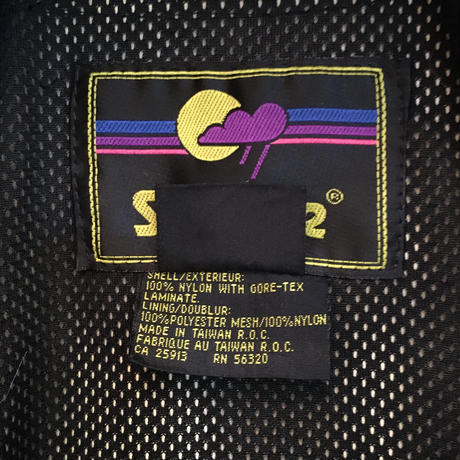 ®
SHELL/EXTERIEUR:
100% NYLON WITH GORE-TEX
LAMINATE.
LINING/DOUBLUR:
100%POLYESTER MESH/100%NYLON
MADE IN TAIWAN R.O.C.
FABRIQUE AU TAIWAN R.O.C.
CA 25913 RN 56320